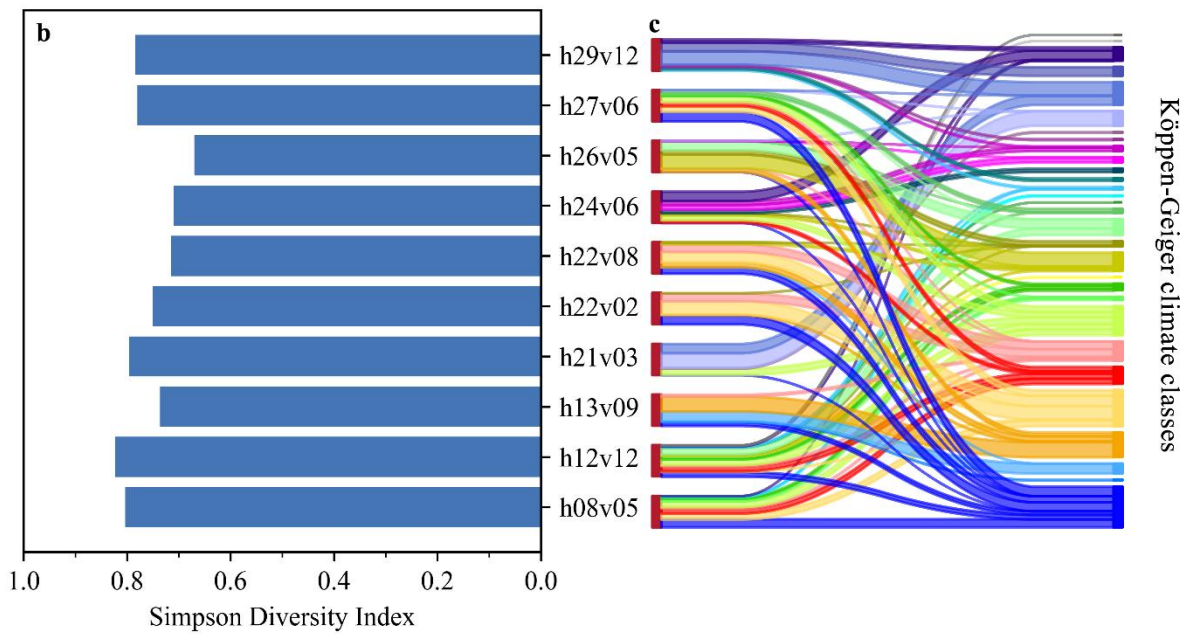 b
h29v12
h27v06
h26v05
h24v06
h22v08
h22v02
h21v03
h13v09
h12v12
h08v05
1.0 0.8 0.6 0.4 0.2 0.0
Simpson Diversity Index
c
Köppen-Geiger climate classes